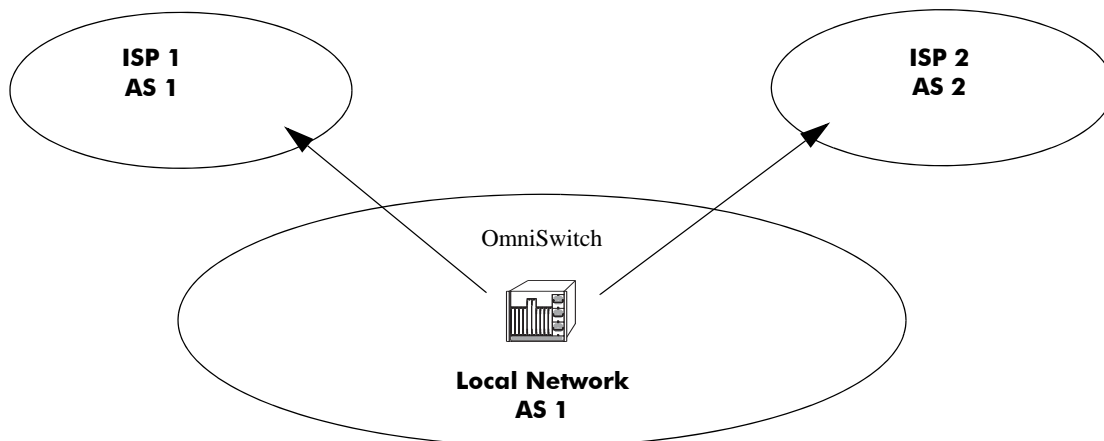 ISP 1
AS 1
ISP 2
AS 2
OmniSwitch
Local Network
AS 1